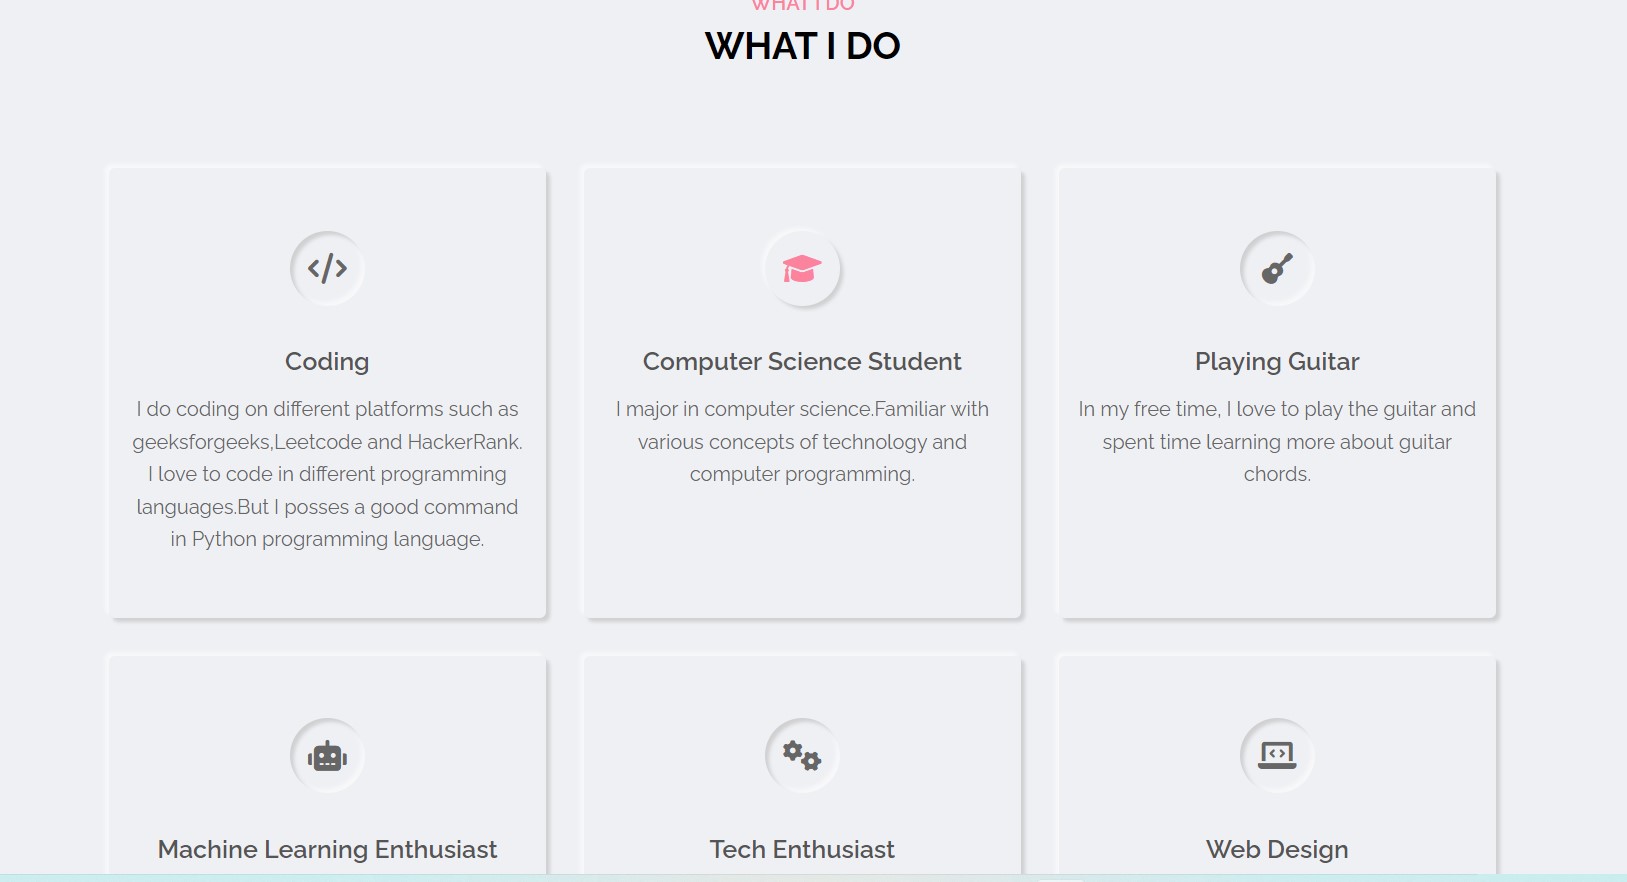 WHAT I DO
WHAT I DO
Coding
I do coding on different platforms such as
geeksforgeeks,Leetcode and HackerRank.
I love to code in different programming
languages.But I posses a good command
in Python programming language.
Computer Science Student
I major in computer science.Familiar with
various concepts of technology and
computer programming.
Playing Guitar
In my free time, I love to play the guitar and
spent time learning more about guitar
chords.
Machine Learning Enthusiast
Tech Enthusiast
Web Design